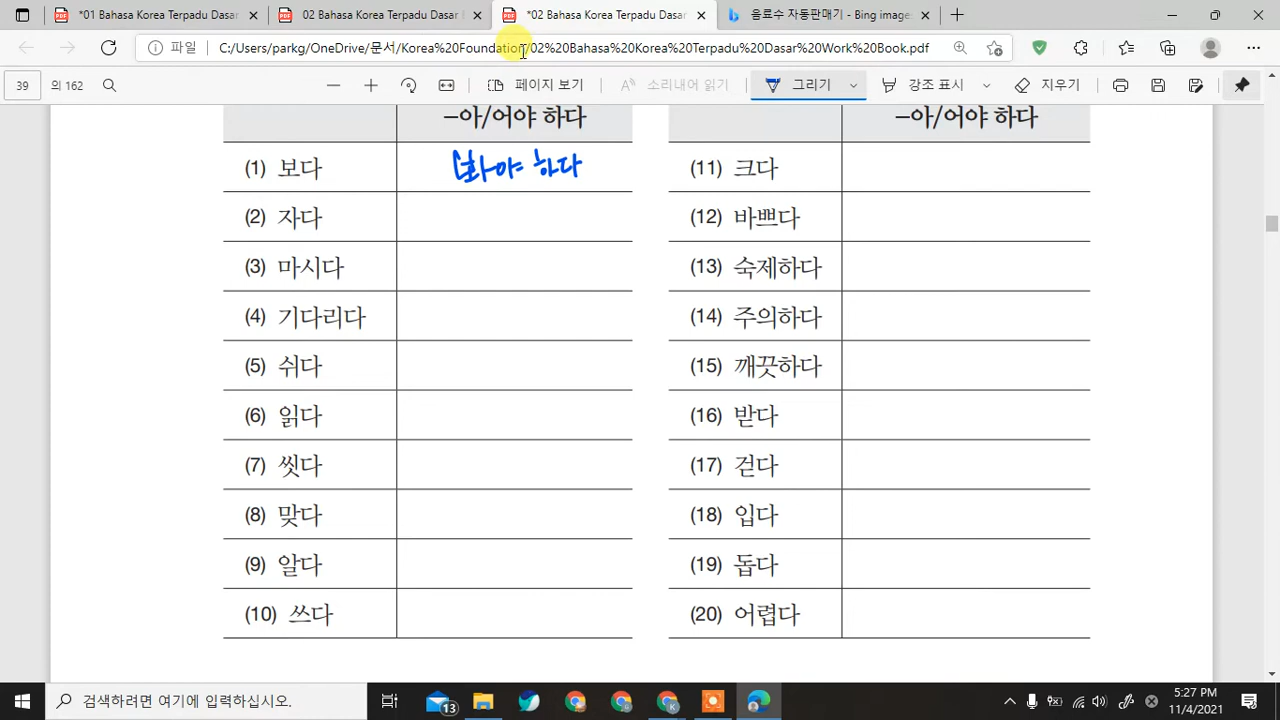 *01 Bahasa Korea Terpadu Dasar
02 Bahasa Korea Terpadu Dasar
*02 Bahasa Korea Terpadu Dasar
음료수 자동판매기 - Bing images
파일
C:/Users/parkg/OneDrive/문서/Korea%20Foundation/02%20Bahasa%20Korea%20Terpadu%20Dasar%20Work%20Book.pdf
39 의 162
페이지 보기
소리내어 읽기
그리기
강조 표시
지우기
–아/어야 하다 –아/어야 하다
(1) 보다 봐야 하다 (11) 크다
(2) 자다 (12) 바쁘다
(3) 마시다 (13) 숙제하다
(4) 기다리다 (14) 주의하다
(5) 쉬다 (15) 깨끗하다
(6) 읽다 (16) 받다
(7) 씻다 (17) 걷다
(8) 맞다 (18) 입다
(9) 알다 (19) 돕다
(10) 쓰다 (20) 어렵다
검색하려면 여기에 입력하십시오.
13
5:27 PM
11/4/2021